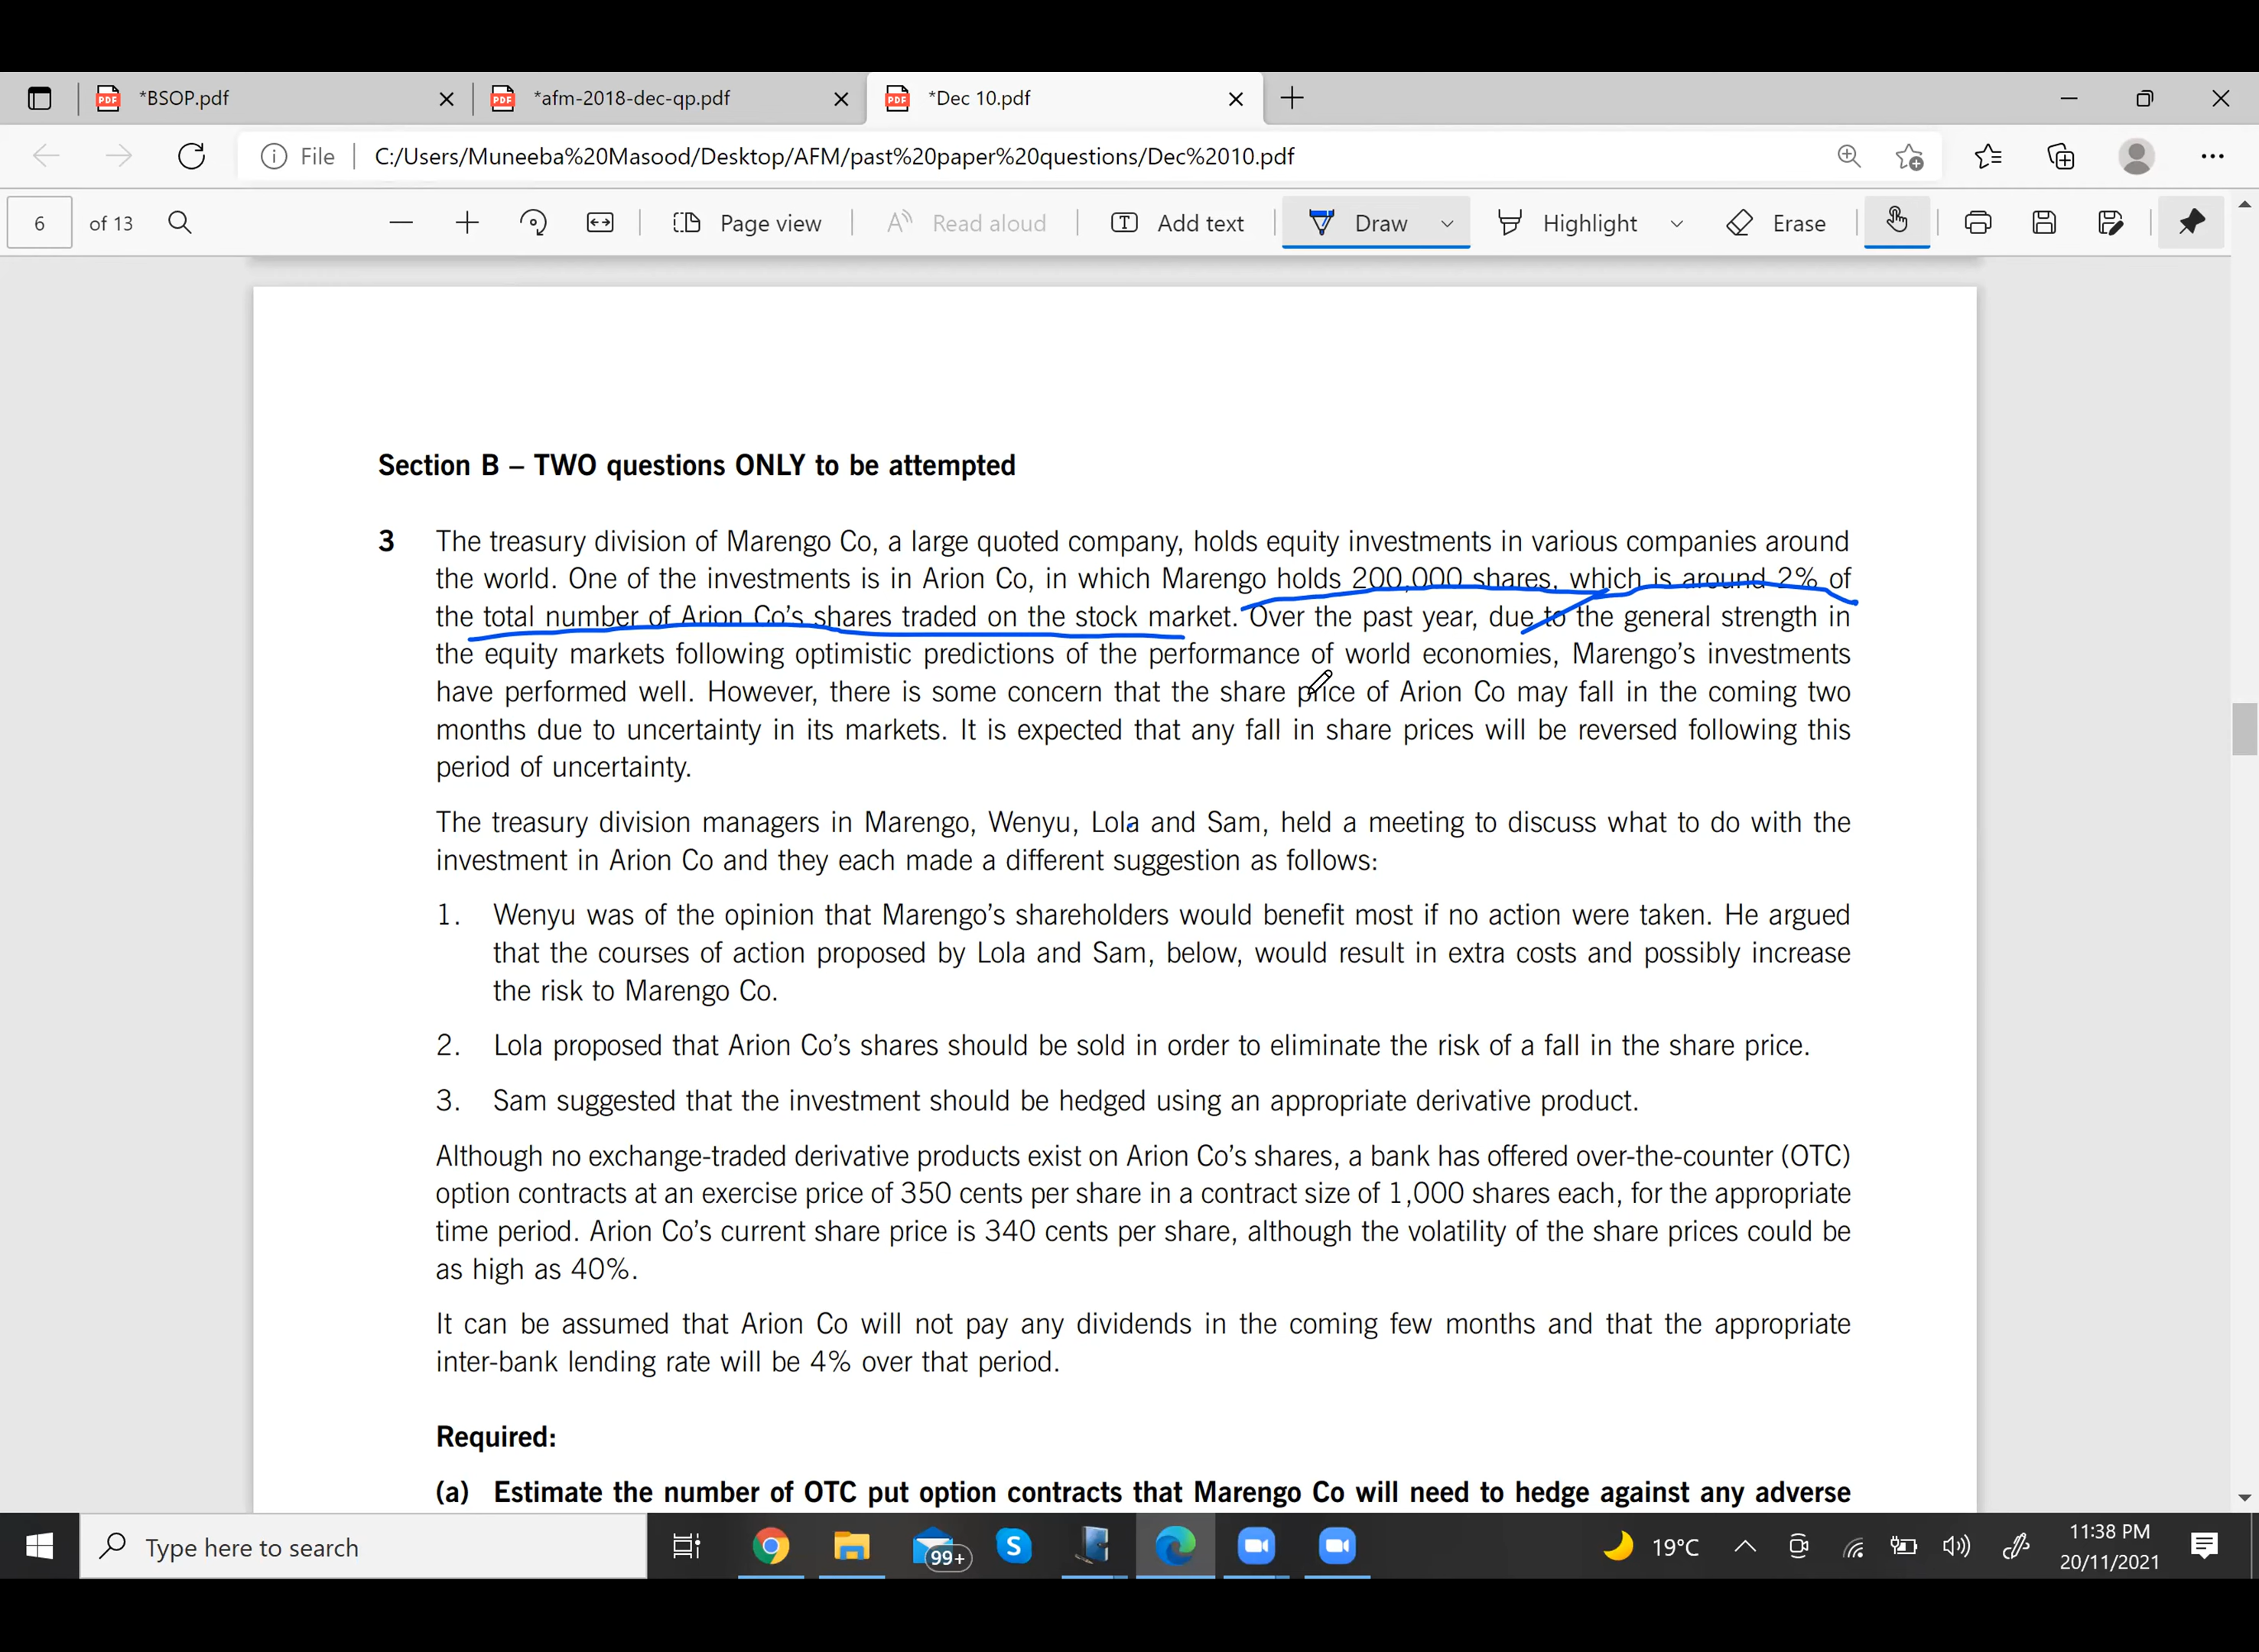 *BSOP.pdf
*afm-2018-dec-qp.pdf
*Dec 10.pdf
File
C:/Users/Muneeba%20Masood/Desktop/AFM/past%20paper%20questions/Dec%2010.pdf
6 of 13
Page view
Read aloud
Add text
Draw
Highlight
Erase
Section B – TWO questions ONLY to be attempted
3 The treasury division of Marengo Co, a large quoted company, holds equity investments in various companies around
the world. One of the investments is in Arion Co, in which Marengo holds 200,000 shares, which is around 2% of
the total number of Arion Co's shares traded on the stock market. Over the past year, due to the general strength in
the equity markets following optimistic predictions of the performance of world economies, Marengo's investments
have performed well. However, there is some concern that the share price of Arion Co may fall in the coming two
months due to uncertainty in its markets. It is expected that any fall in share prices will be reversed following this
period of uncertainty.
The treasury division managers in Marengo, Wenyu, Lola and Sam, held a meeting to discuss what to do with the
investment in Arion Co and they each made a different suggestion as follows:
1. Wenyu was of the opinion that Marengo's shareholders would benefit most if no action were taken. He argued
that the courses of action proposed by Lola and Sam, below, would result in extra costs and possibly increase
the risk to Marengo Co.
2. Lola proposed that Arion Co's shares should be sold in order to eliminate the risk of a fall in the share price.
3. Sam suggested that the investment should be hedged using an appropriate derivative product.
Although no exchange-traded derivative products exist on Arion Co's shares, a bank has offered over-the-counter (OTC)
option contracts at an exercise price of 350 cents per share in a contract size of 1,000 shares each, for the appropriate
time period. Arion Co's current share price is 340 cents per share, although the volatility of the share prices could be
as high as 40%.
It can be assumed that Arion Co will not pay any dividends in the coming few months and that the appropriate
inter-bank lending rate will be 4% over that period.
Required:
(a) Estimate the number of OTC put option contracts that Marengo Co will need to hedge against any adverse
Type here to search
99+
19°C
11:38 PM
20/11/2021